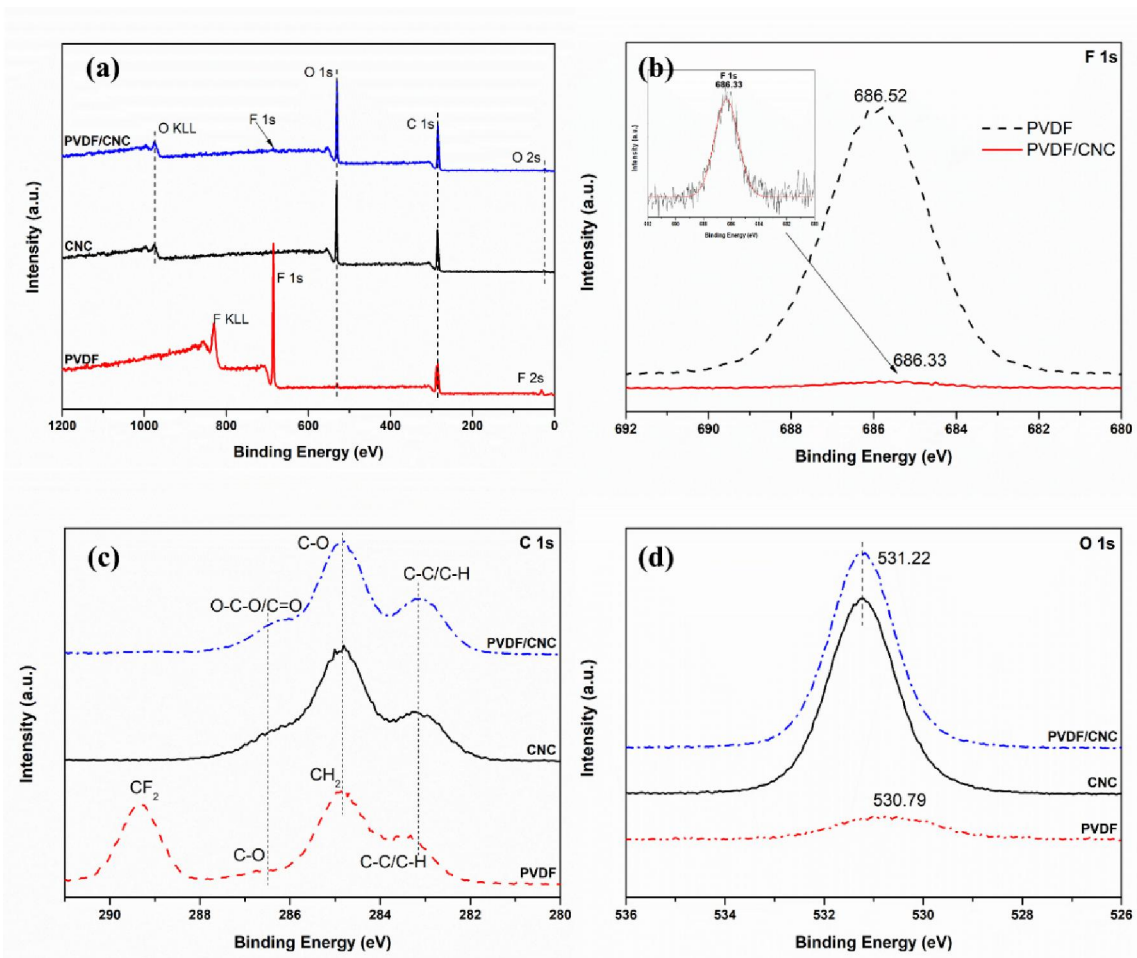 (a)
O 1s
C 1s
O KLL
F 1s
PVDF/CNC
O 2s
CNC
F 1s
F KLL
PVDF
F 2s
Intensity (a.u.)
1200 1000 800 600 400 200 0
Binding Energy (eV)
(b)
F 1s
F 1s
686.33
Intensity (a.u.)
Binding Energy (eV)
686.52
PVDF
PVDF/CNC
686.33
Intensity (a.u.)
692 690 688 686 684 682 680
Binding Energy (eV)
(c)
C 1s
C-O
C-C/C-H
O-C-O/C=O
PVDF/CNC
CNC
CF2
CH2
C-O
C-C/C-H
PVDF
Intensity (a.u.)
290 288 286 284 282 280
Binding Energy (eV)
(d)
O 1s
531.22
PVDF/CNC
CNC
530.79
PVDF
Intensity (a.u.)
536 534 532 530 528 526
Binding Energy (eV)